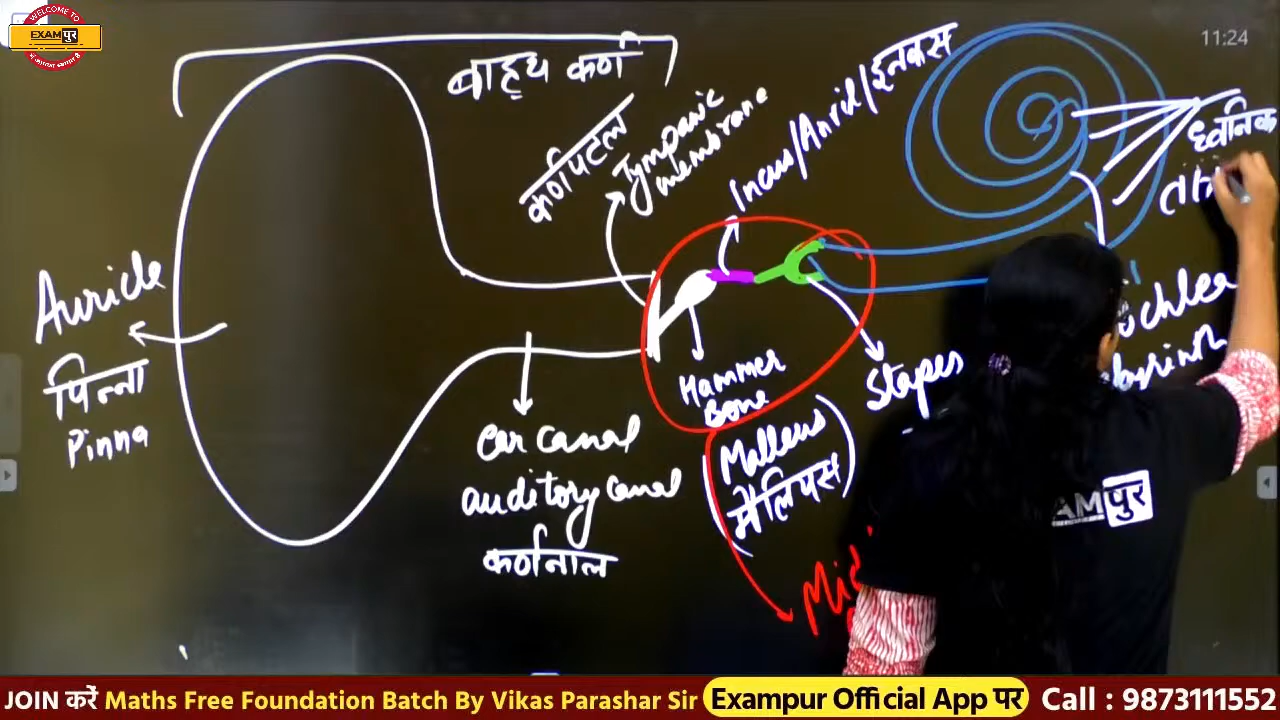 WELCOME TO
EXAMपुर
11:24
बाह्य कर्ण
कर्णपटल
Tympanic
membrane
Incus/Anvil/इनकस
ध्वनिक
Auricle
पिन्ना
Pinna
Hammer
Bone
(Malleus
मैलियस)
Stapes
ear canal
auditory canal
कर्णनाल
AMपुर
JOIN करें Maths Free Foundation Batch By Vikas Parashar Sir Exampur Official App पर Call : 9873111552